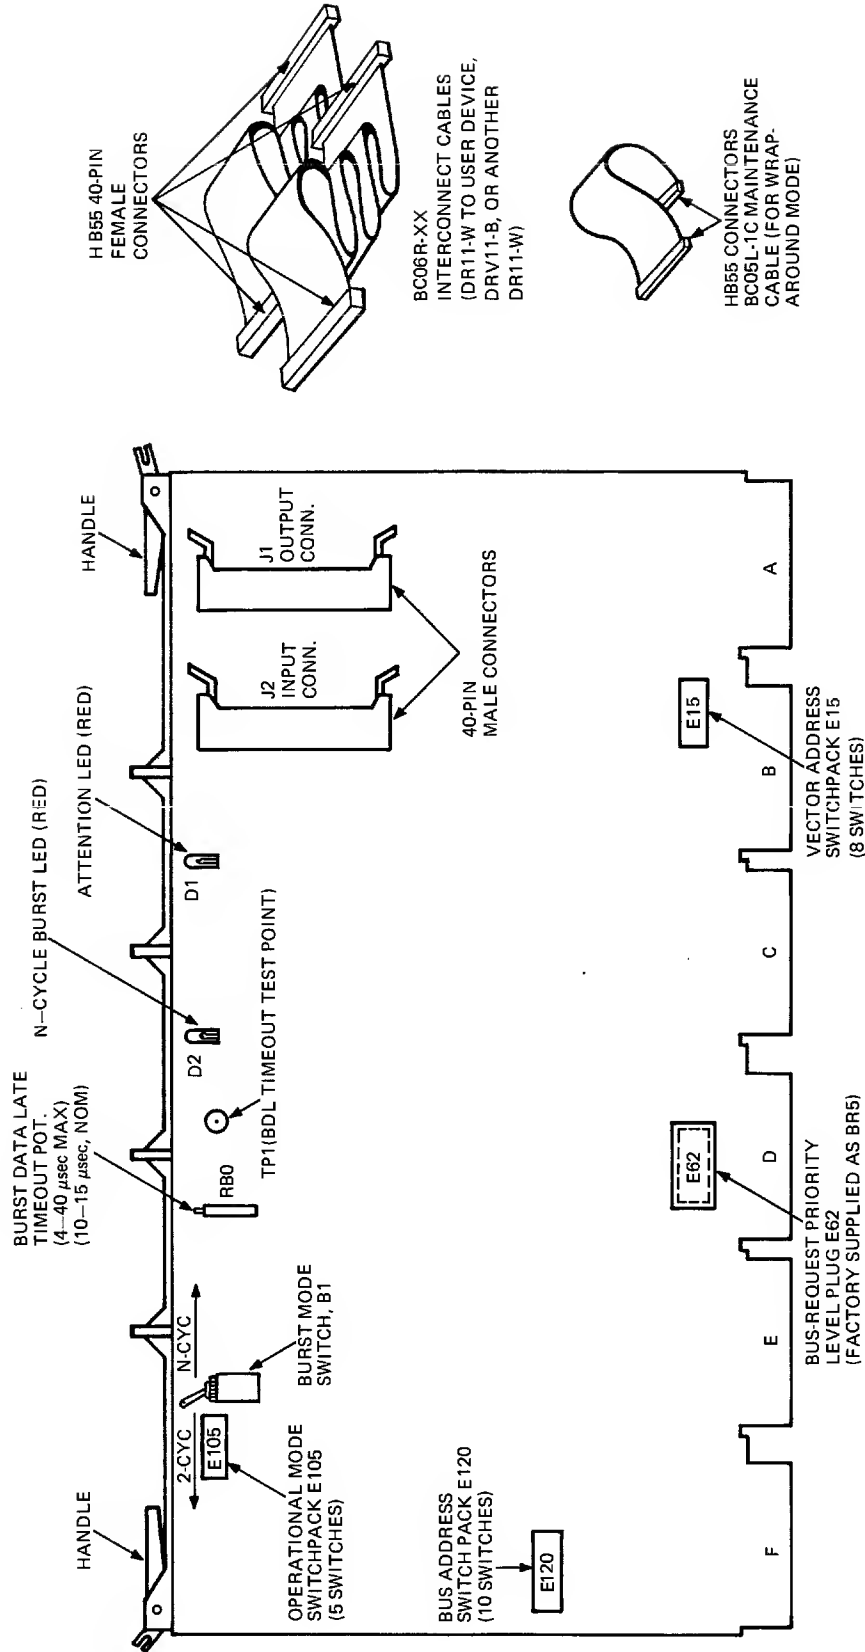 HANDLE
2-CYC
N-CYC
E105
OPERATIONAL MODE
SWITCHPACK E105
(5 SWITCHES)
BURST MODE
SWITCH, B1
BURST DATA LATE
TIMEOUT POT.
(4–40 μsec MAX)
(10–15 μsec, NOM)
RB0
TP1 (BDL TIMEOUT TEST POINT)
N–CYCLE BURST LED (RED)
D2
ATTENTION LED (RED)
D1
HANDLE
J2
INPUT
CONN.
J1
OUTPUT
CONN.
40-PIN
MALE CONNECTORS
BUS ADDRESS
SWITCH PACK E120
(10 SWITCHES)
E120
E62
BUS-REQUEST PRIORITY
LEVEL PLUG E62
(FACTORY SUPPLIED AS BR5)
E15
VECTOR ADDRESS
SWITCHPACK E15
(8 SWITCHES)
F
E
D
C
B
A
HB55 40-PIN
FEMALE
CONNECTORS
BC06R-XX
INTERCONNECT CABLES
(DR11-W TO USER DEVICE,
DRV11-B, OR ANOTHER
DR11-W)
HB55 CONNECTORS
BC05L-1C MAINTENANCE
CABLE (FOR WRAP-
AROUND MODE)